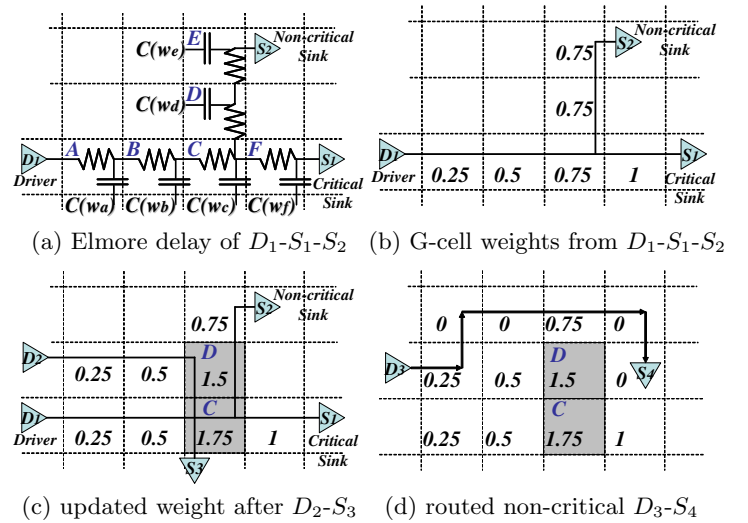 E
C(wₑ)
S₂
Non-critical
Sink
D
C(w_d)
A
B
C
F
D₁
S₁
Driver
Critical
Sink
C(wₐ)
C(w_b)
C(w_c)
C(w_f)
(a) Elmore delay of D₁-S₁-S₂
0.75
S₂
Non-critical
Sink
0.75
D₁
S₁
Driver
0.25 0.5 0.75 1
Critical
Sink
(b) G-cell weights from D₁-S₁-S₂
S₂
Non-critical
Sink
0.75
D₂
D
0.25 0.5 1.5
D₁
C
S₁
Driver
0.25 0.5 1.75 1
Critical
Sink
S₃
(c) updated weight after D₂-S₃
0 0 0.75 0
D₃
D
S₄
0.25 0.5 1.5 0
C
0.25 0.5 1.75 1
(d) routed non-critical D₃-S₄